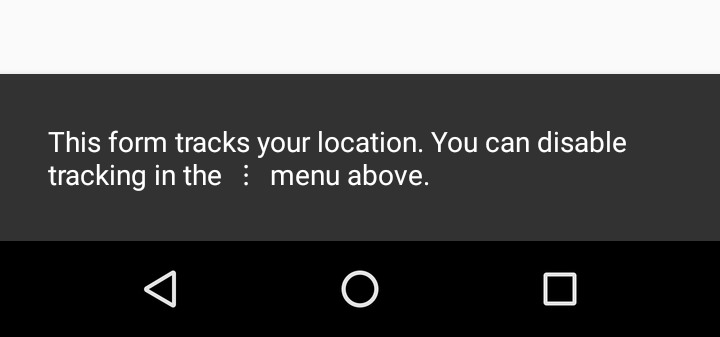 This form tracks your location. You can disable
tracking in the ⋮ menu above.